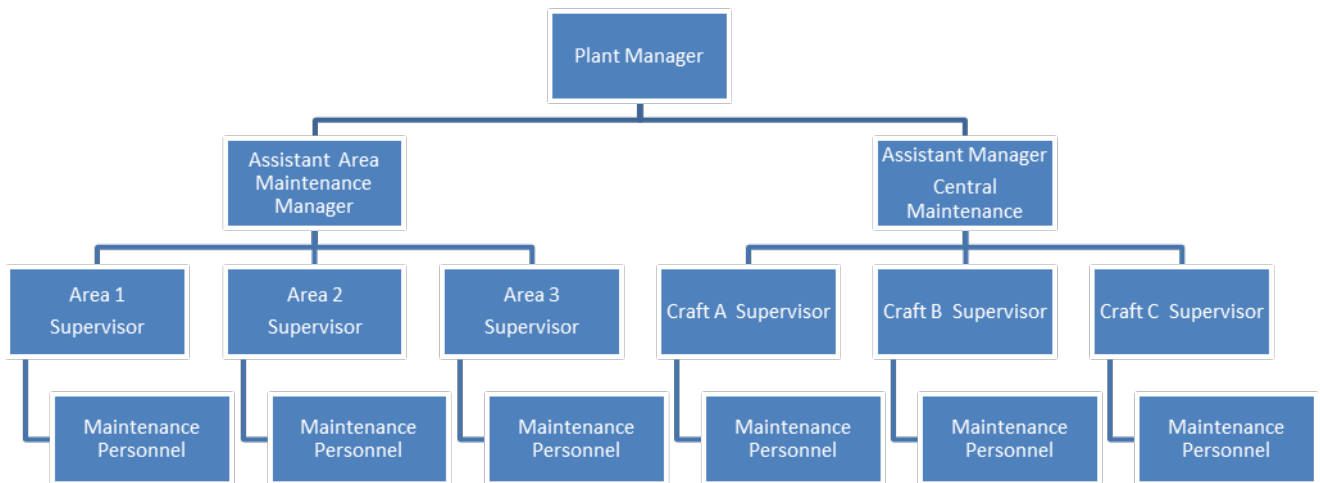 Plant Manager
Assistant Area
Maintenance
Manager
Assistant Manager
Central
Maintenance
Area 1
Supervisor
Area 2
Supervisor
Area 3
Supervisor
Craft A Supervisor
Craft B Supervisor
Craft C Supervisor
Maintenance
Personnel
Maintenance
Personnel
Maintenance
Personnel
Maintenance
Personnel
Maintenance
Personnel
Maintenance
Personnel